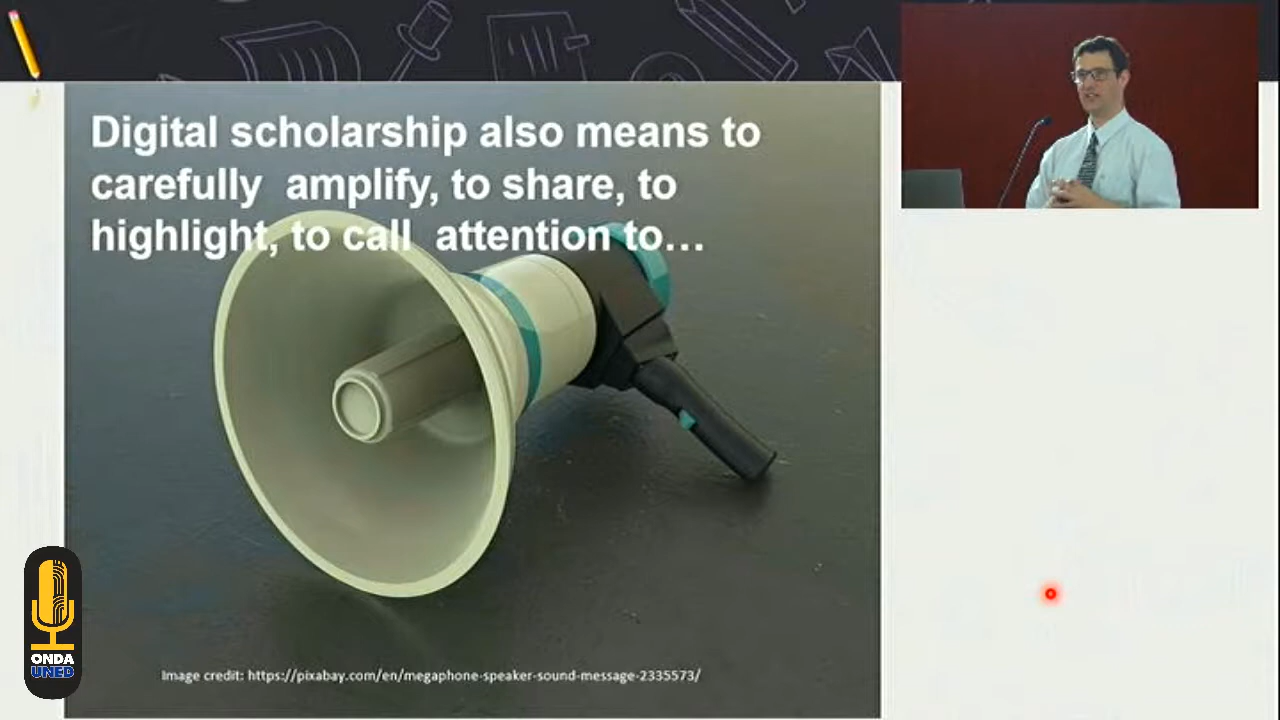 Digital scholarship also means to
carefully amplify, to share, to
highlight, to call attention to…
Image credit: https://pixabay.com/en/megaphone-speaker-sound-message-2335573/
ONDA
UNED